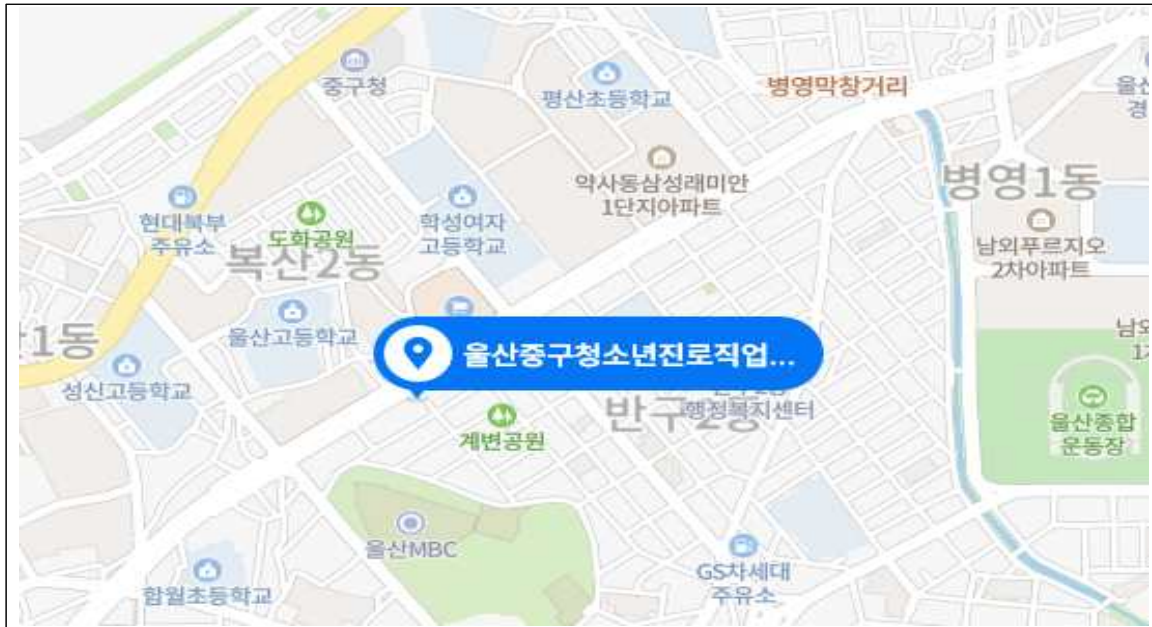 중구청
평산초등학교
병영막창거리
울산
경
약사동삼성래미안
1단지아파트
병영1동
현대북부
주유소
도화공원
학성여자
고등학교
복산2동
남외푸르지오
2차아파트
울산고등학교
1동
울산중구청소년진로직업...
남외
성신고등학교
반구2동
행정복지센터
계변공원
울산종합
운동장
울산MBC
GS차세대
주유소
함월초등학교